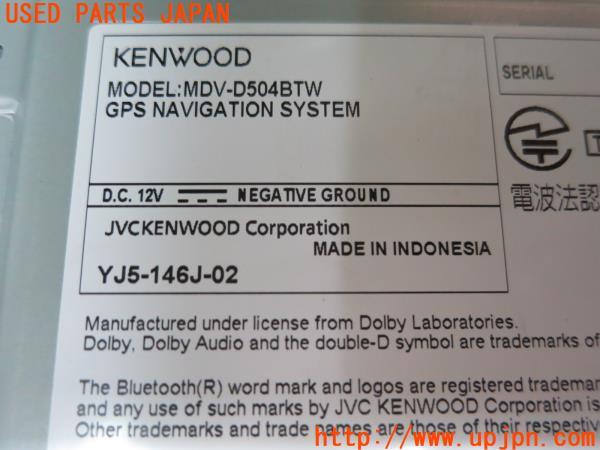 USED PARTS JAPAN
KENWOOD
MODEL:MDV-D504BTW
GPS NAVIGATION SYSTEM
D.C. 12V NEGATIVE GROUND
JVCKENWOOD Corporation
MADE IN INDONESIA
YJ5-146J-02
SERIAL
電波法認
Manufactured under license from Dolby Laboratories.
Dolby, Dolby Audio and the double-D symbol are trademarks of
The Bluetooth(R) word mark and logos are registered tradema
and any use of such marks by JVC KENWOOD Corporation is
Other trademarks and trade names are those of their respectiv
http://www.upjpn.com/